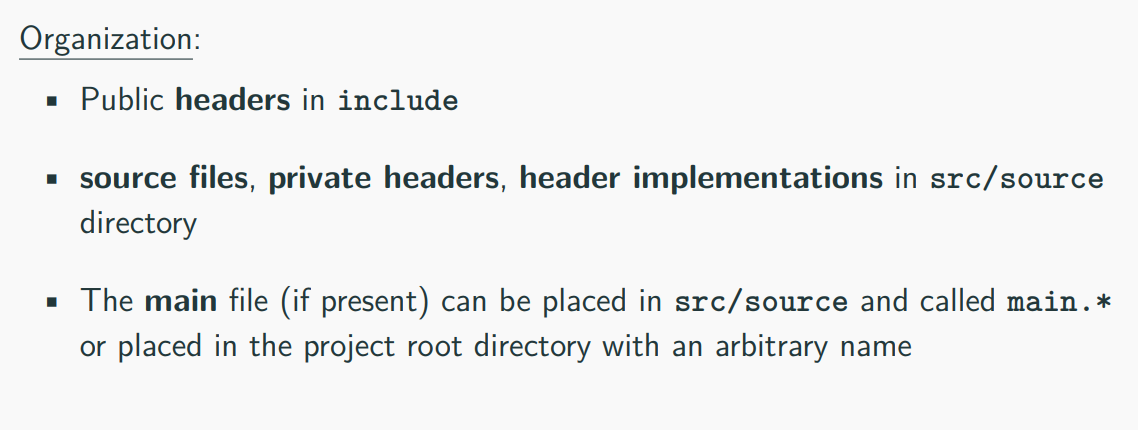 Organization:
▪ Public headers in include
▪ source files, private headers, header implementations in src/source
directory
▪ The main file (if present) can be placed in src/source and called main.*
or placed in the project root directory with an arbitrary name